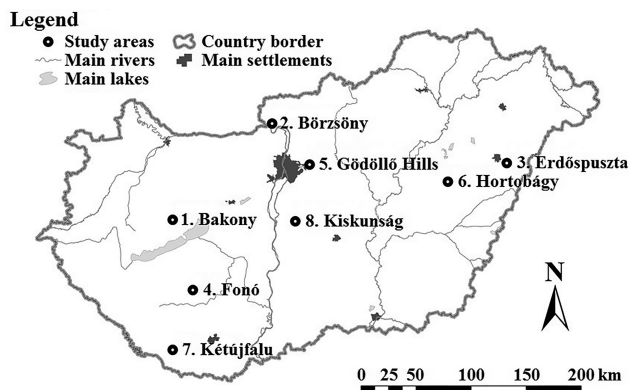 Legend
Study areas Country border
Main rivers Main settlements
Main lakes
2. Börzsöny
5. Gödöllő Hills
3. Erdőspuszta
6. Hortobágy
1. Bakony
8. Kiskunság
4. Fonó
N
7. Kétújfalu
0 25 50 100 150 200 km